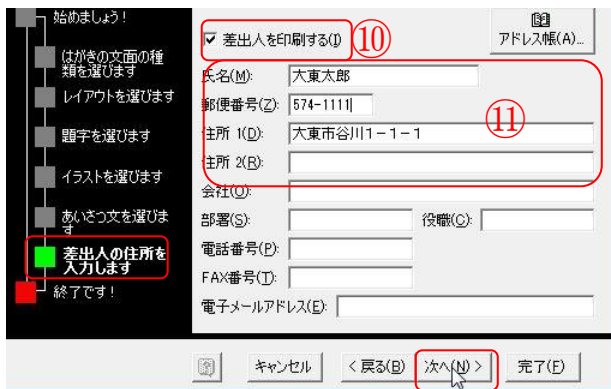 始めましょう!
はがきの文面の種
類を選びます
レイアウトを選びます
題字を選びます
イラストを選びます
あいさつ文を選びま
す
差出人の住所を
入力します
終了です!
差出人を印刷する(I) ⑩
アドレス帳(A)...
氏名(M): 大東太郎
郵便番号(Z): 574-1111
⑪
住所 1(D): 大東市谷川1-1-1
住所 2(R):
会社(O):
部署(S): 役職(C):
電話番号(P):
FAX番号(T):
電子メールアドレス(E):
キャンセル < 戻る(B) 次へ(N) > 完了(F)